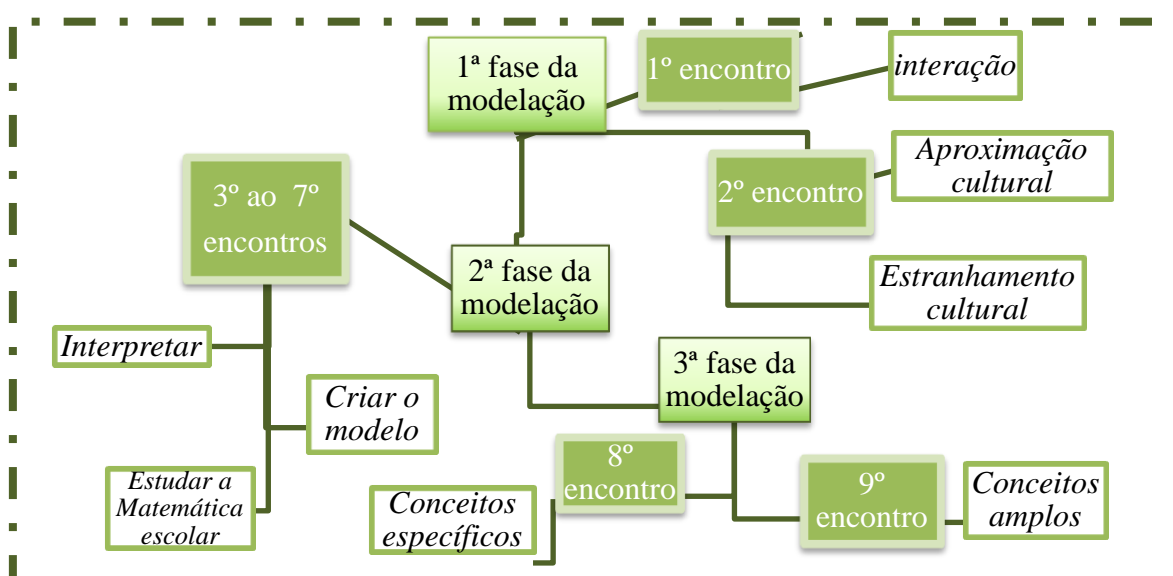 1ª fase da
modelação
1º encontro
interação
2º encontro
Aproximação
cultural
Estranhamento
cultural
2ª fase da
modelação
3º ao 7º
encontros
Interpretar
Criar o
modelo
Estudar a
Matemática
escolar
3ª fase da
modelação
8º
encontro
Conceitos
específicos
9º
encontro
Conceitos
amplos